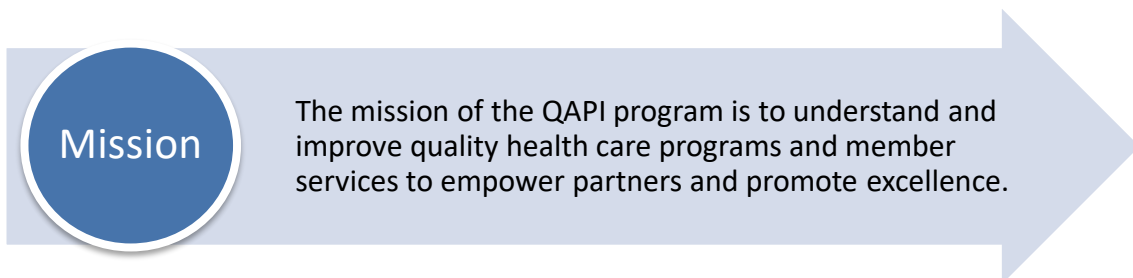 Mission
The mission of the QAPI program is to understand and
improve quality health care programs and member
services to empower partners and promote excellence.